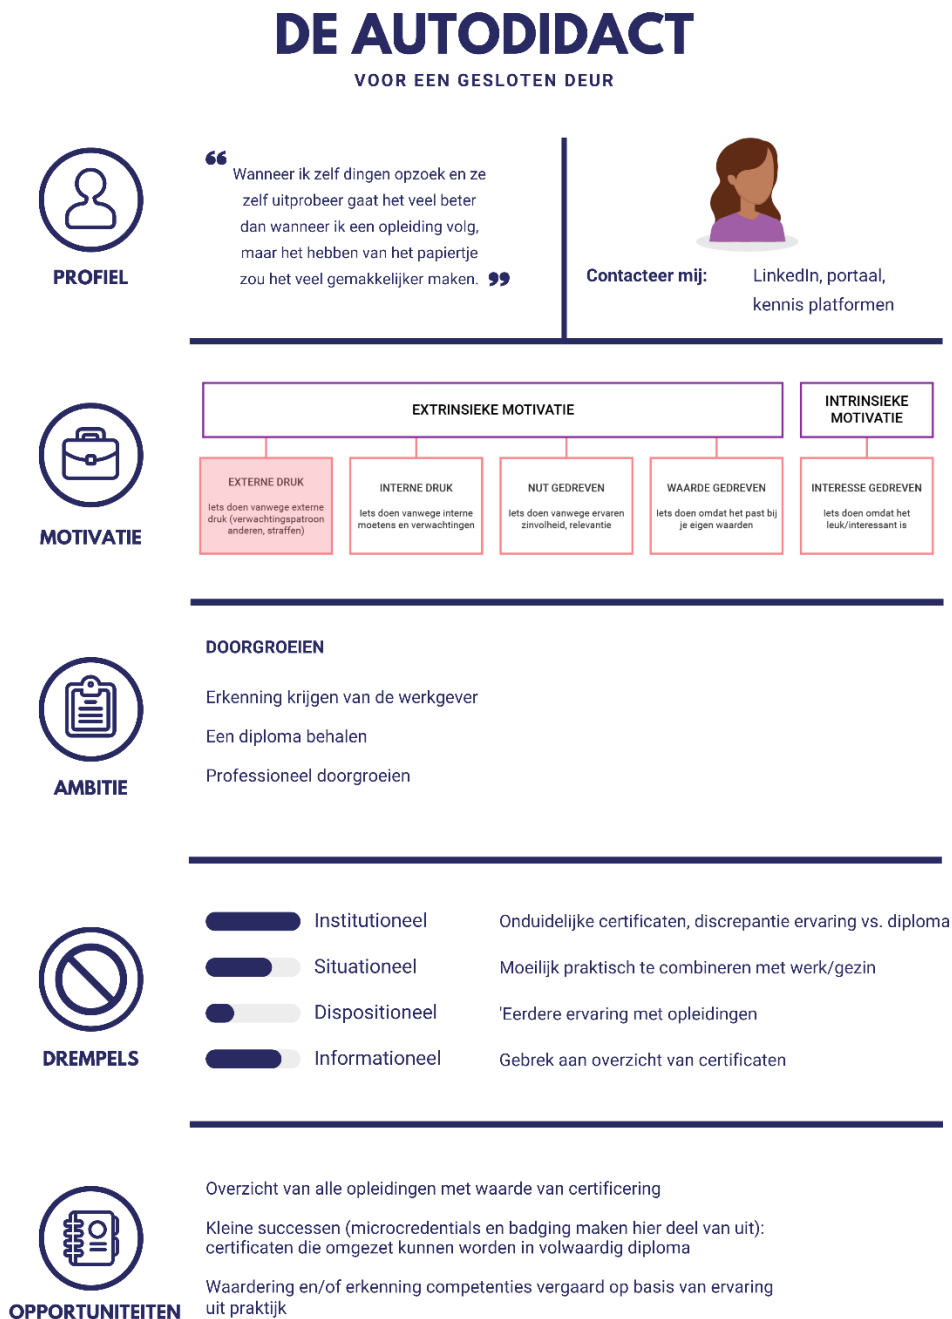 DE AUTODIDACT
VOOR EEN GESLOTEN DEUR
PROFIEL
“ Wanneer ik zelf dingen opzoek en ze
zelf uitprobeer gaat het veel beter
dan wanneer ik een opleiding volg,
maar het hebben van het papiertje
zou het veel gemakkelijker maken. ”
Contacteer mij: LinkedIn, portaal,
kennis platformen
MOTIVATIE
EXTRINSIEKE MOTIVATIE
INTRINSIEKE
MOTIVATIE
EXTERNE DRUK
Iets doen vanwege externe
druk (verwachtingspatroon
anderen, straffen)
INTERNE DRUK
Iets doen vanwege interne
moetens en verwachtingen
NUT GEDREVEN
Iets doen vanwege ervaren
zinvolheid, relevantie
WAARDE GEDREVEN
Iets doen omdat het past bij
je eigen waarden
INTERESSE GEDREVEN
Iets doen omdat het
leuk/interessant is
AMBITIE
DOORGROEIEN
Erkenning krijgen van de werkgever
Een diploma behalen
Professioneel doorgroeien
DREMPELS
Institutioneel Onduidelijke certificaten, discrepantie ervaring vs. diploma
Situationeel Moeilijk praktisch te combineren met werk/gezin
Dispositioneel 'Eerdere ervaring met opleidingen
Informationeel Gebrek aan overzicht van certificaten
OPPORTUNITEITEN
Overzicht van alle opleidingen met waarde van certificering
Kleine successen (microcredentials en badging maken hier deel van uit):
certificaten die omgezet kunnen worden in volwaardig diploma
Waardering en/of erkenning competenties vergaard op basis van ervaring
uit praktijk